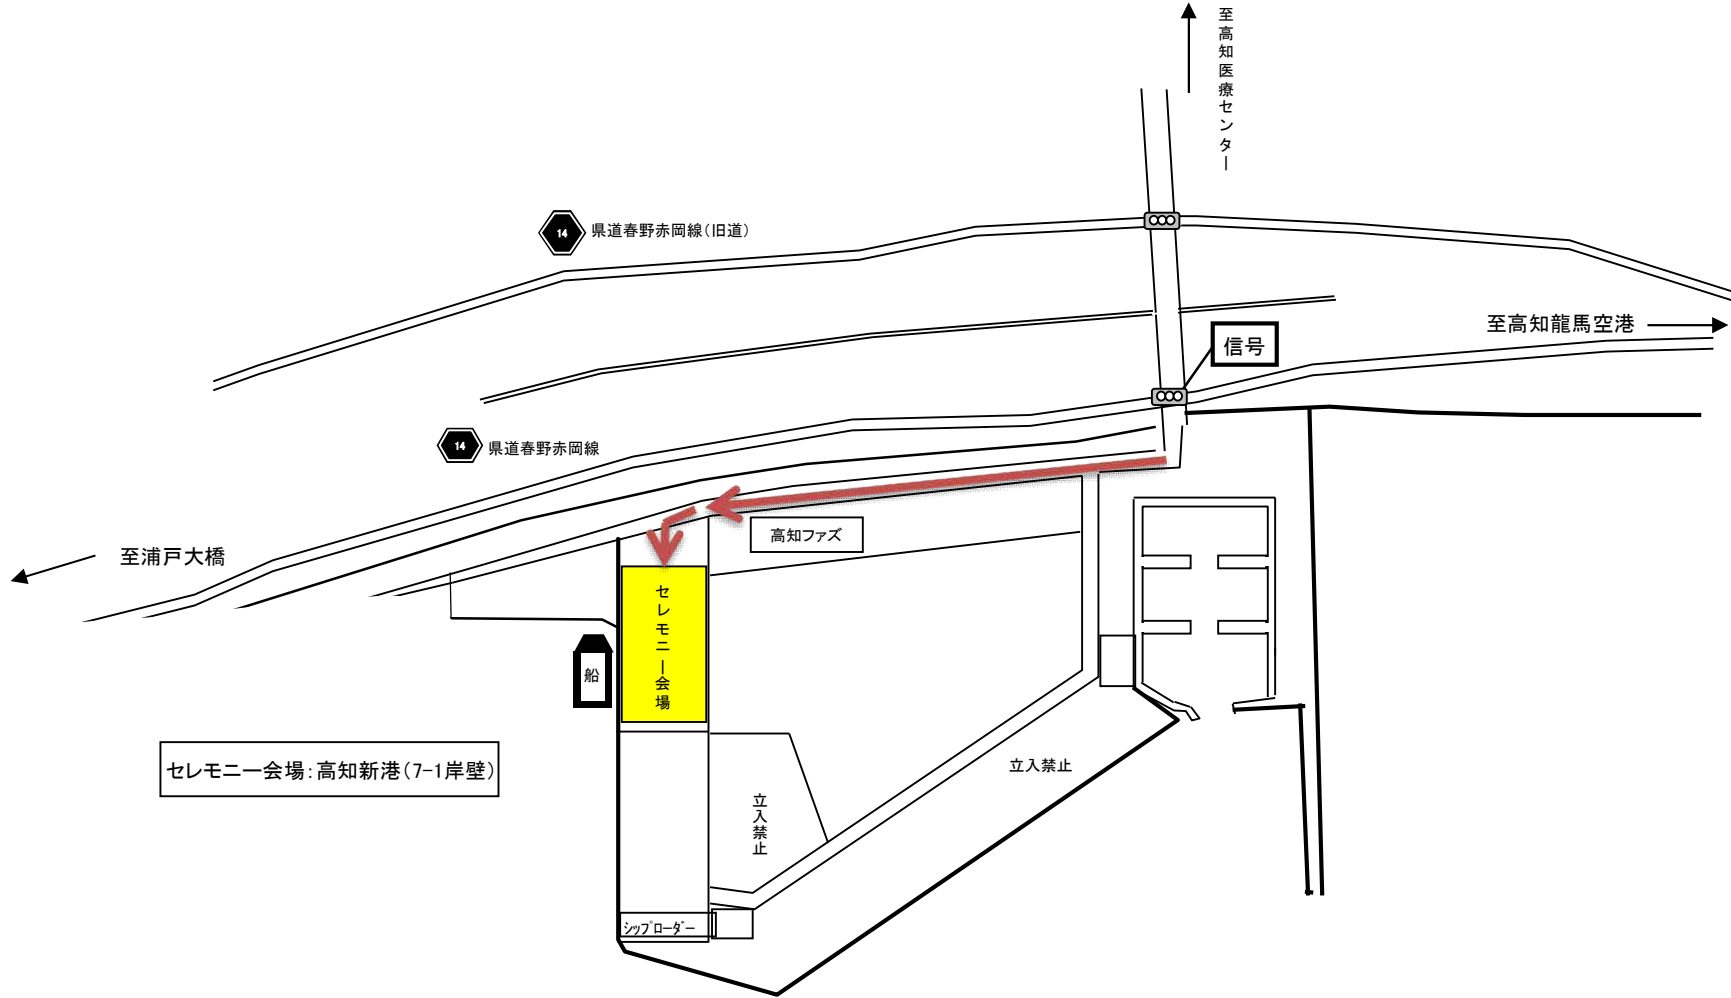 至高知医療センター
14
県道春野赤岡線(旧道)
至高知龍馬空港
信号
14
県道春野赤岡線
高知ファズ
至浦戸大橋
セレモニー会場
船
セレモニー会場:高知新港(7-1岸壁)
立入禁止
立入禁止
シップローダー